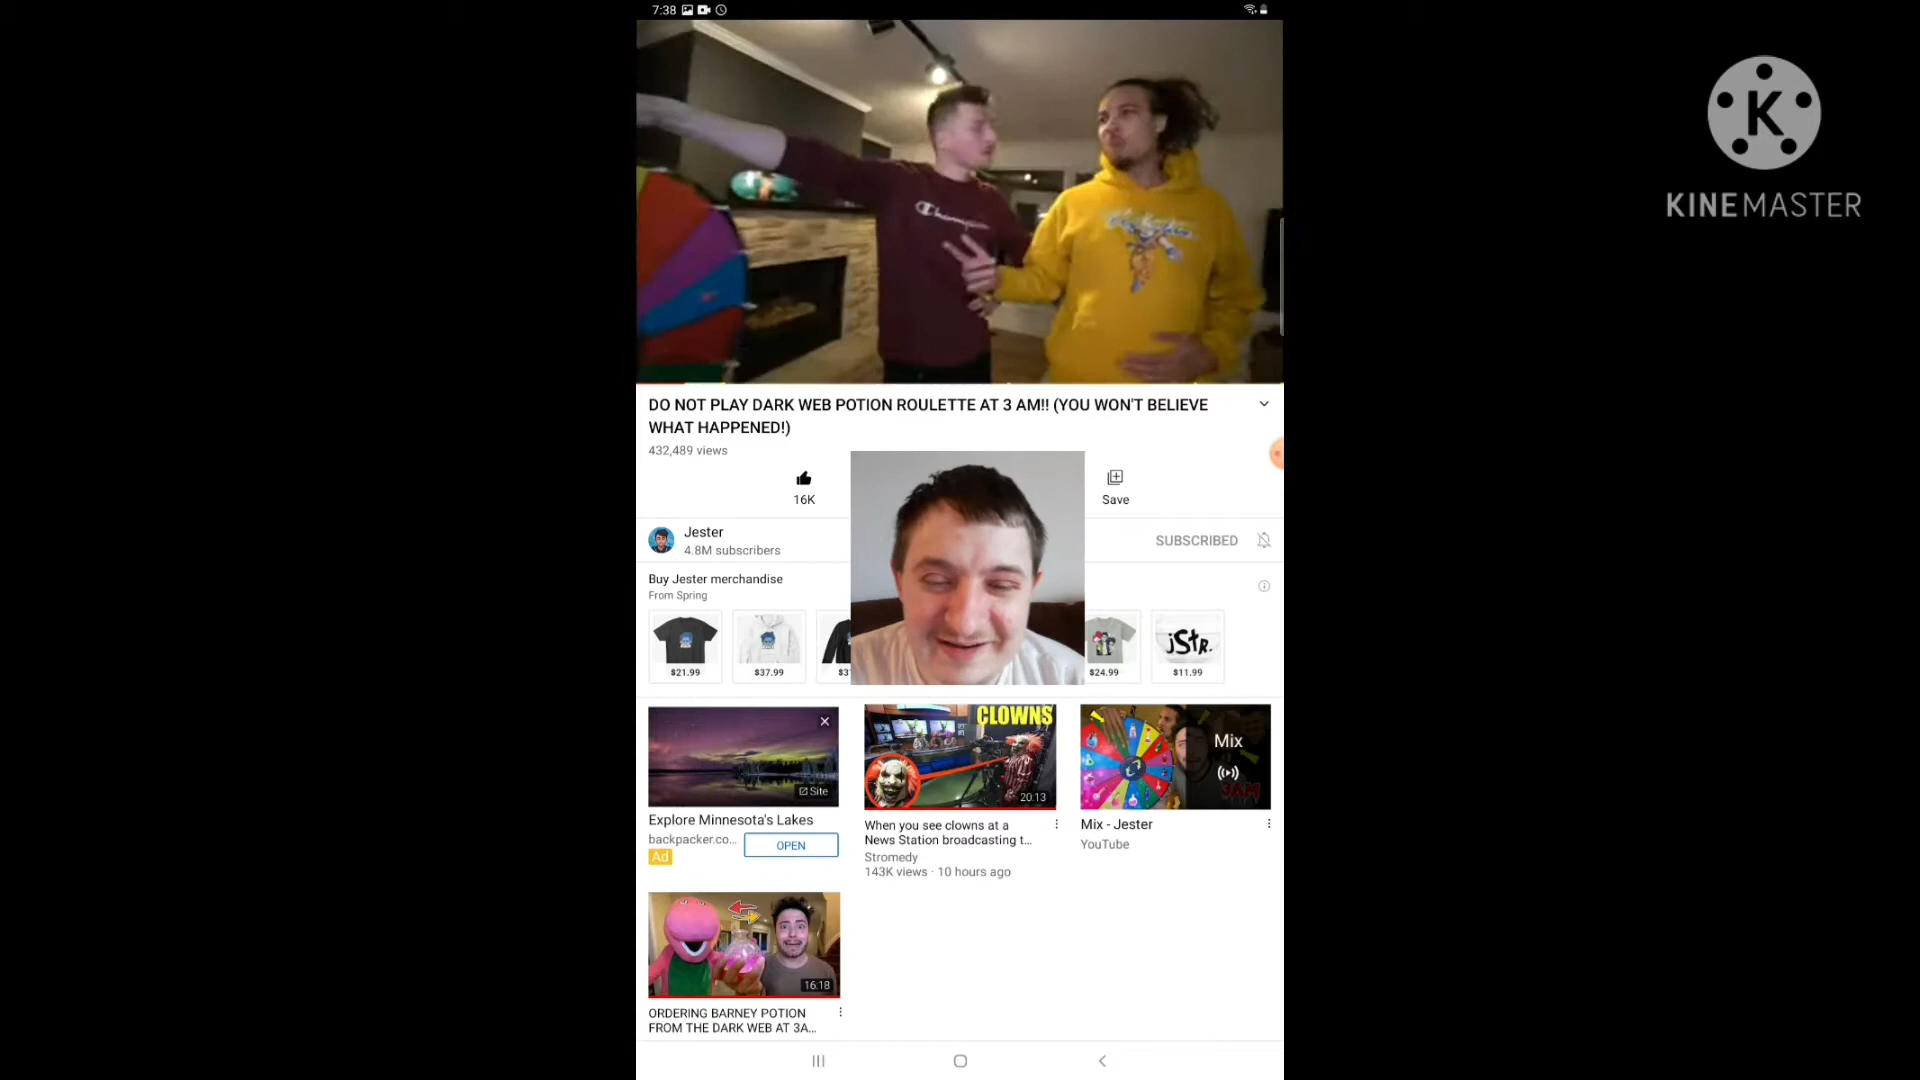 7:38
KINEMASTER
Champion
DO NOT PLAY DARK WEB POTION ROULETTE AT 3 AM!! (YOU WON'T BELIEVE
WHAT HAPPENED!)
432,489 views
16K
Save
Jester
4.8M subscribers
SUBSCRIBED
Buy Jester merchandise
From Spring
jStR.
$21.99
$37.99
$24.99
$11.99
CLOWNS
Mix
3AM
Site
20:13
Explore Minnesota's Lakes
backpacker.co...
OPEN
Ad
When you see clowns at a
News Station broadcasting t...
Stromedy
143K views · 10 hours ago
Mix - Jester
YouTube
16:18
ORDERING BARNEY POTION
FROM THE DARK WEB AT 3A...